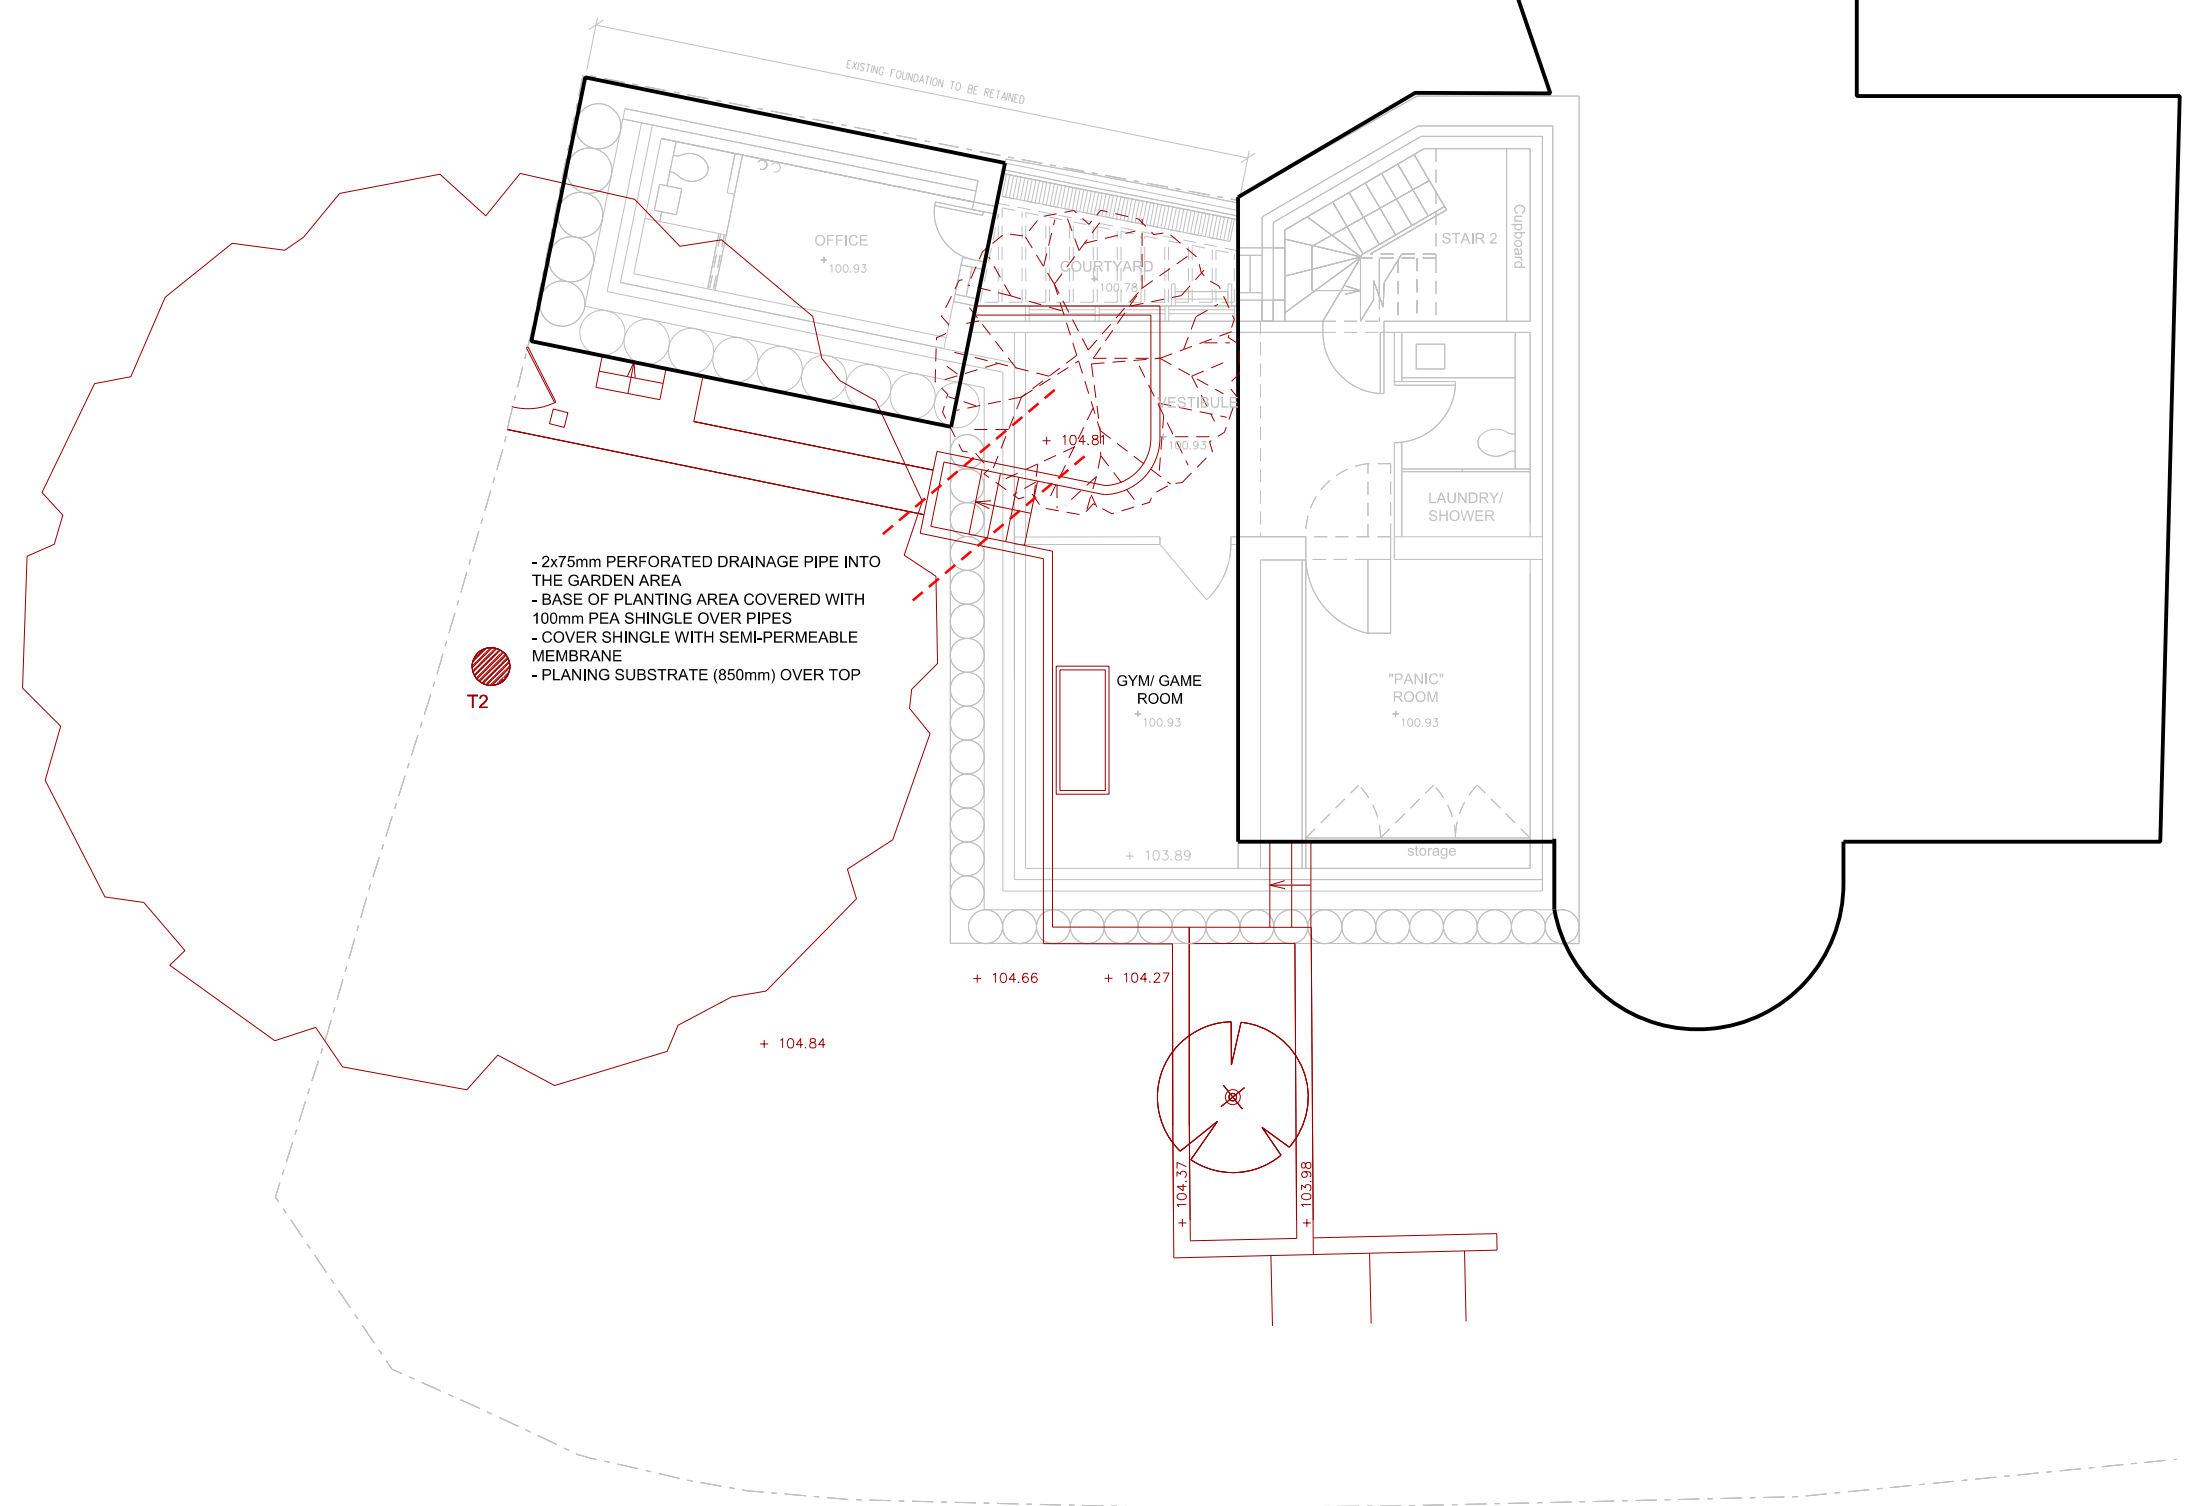 EXISTING FOUNDATION TO BE RETAINED
OFFICE
+ 100.93
COURTYARD
+ 100.78
STAIR 2
Cupboard
VESTIBULE
+ 104.81
+ 100.93
LAUNDRY/
SHOWER
- 2x75mm PERFORATED DRAINAGE PIPE INTO
THE GARDEN AREA
- BASE OF PLANTING AREA COVERED WITH
100mm PEA SHINGLE OVER PIPES
- COVER SHINGLE WITH SEMI-PERMEABLE
MEMBRANE
- PLANING SUBSTRATE (850mm) OVER TOP
T2
GYM/ GAME
ROOM
+ 100.93
"PANIC"
ROOM
+ 100.93
+ 103.89
storage
+ 104.66
+ 104.27
+ 104.84
+ 104.37
+ 103.98